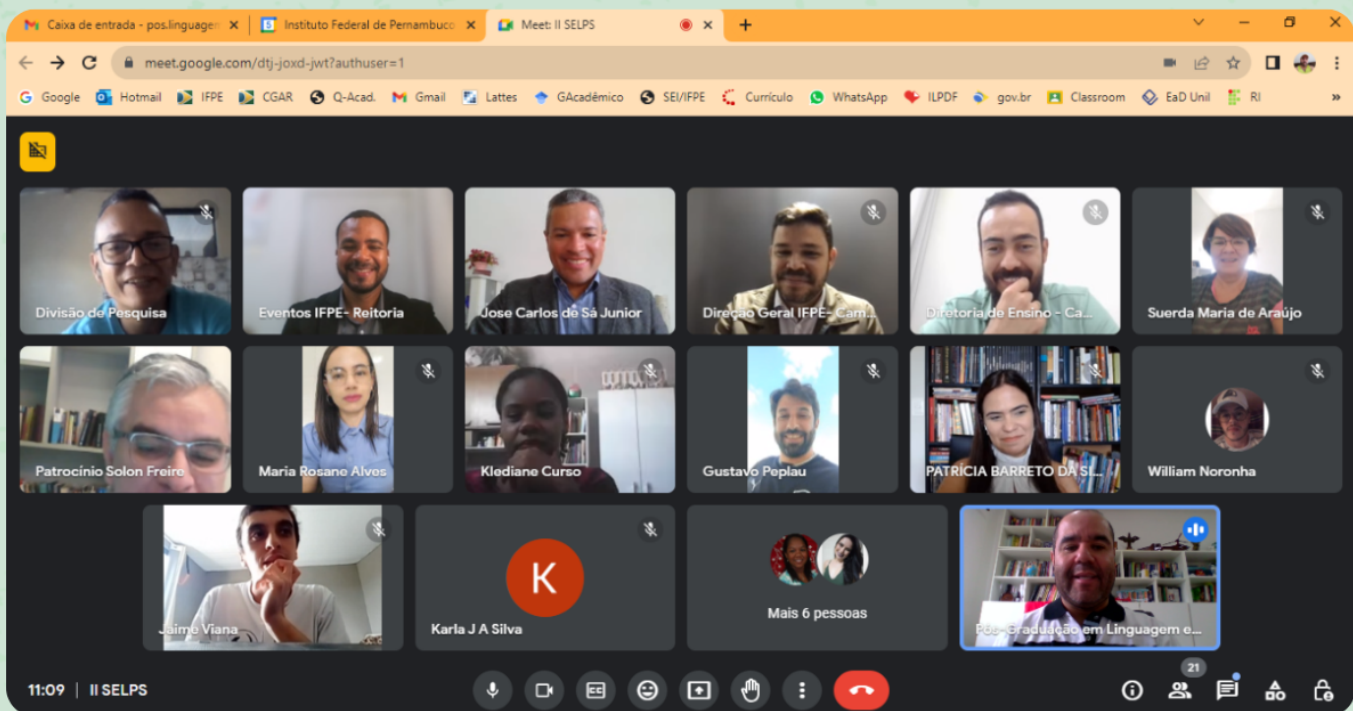 Caixa de entrada - pos.linguagen
Instituto Federal de Pernambuco
Meet: II SELPS
meet.google.com/dtj-joxd-jwt?authuser=1
Google Hotmail IFPE CGAR Q-Acad. Gmail Lattes GAcadêmico SEI/IFPE Currículo WhatsApp ILPDF gov.br Classroom EaD Unil RI »
Divisão de Pesquisa
Eventos IFPE- Reitoria
Jose Carlos de Sá Junior
Direção Geral IFPE- Cam...
Diretoria de Ensino - Ca...
Suerda Maria de Araújo
Patrocínio Solon Freire
Maria Rosane Alves
Klediane Curso
Gustavo Peplau
PATRÍCIA BARRETO DA SI...
William Noronha
Jaime Viana
K
Karla J A Silva
Mais 6 pessoas
Pós-Graduação em Linguagem e...
21
11:09 | II SELPS
CC